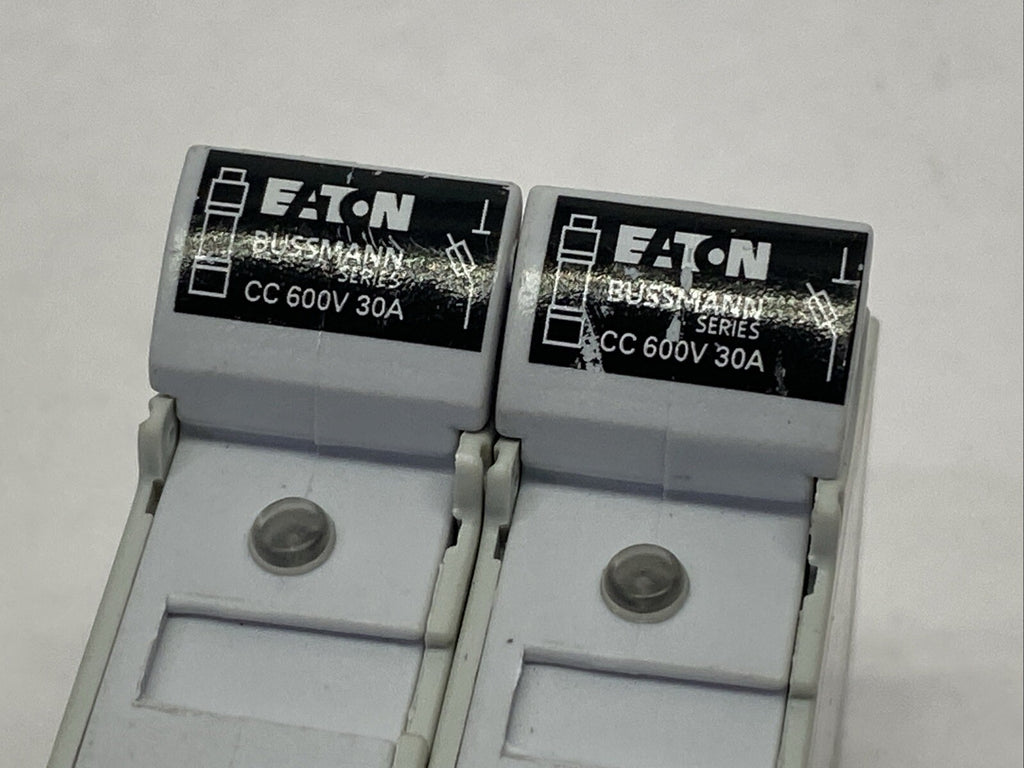 EATON
BUSSMANN
SERIES
CC 600V 30A
EATON
BUSSMANN
SERIES
CC 600V 30A